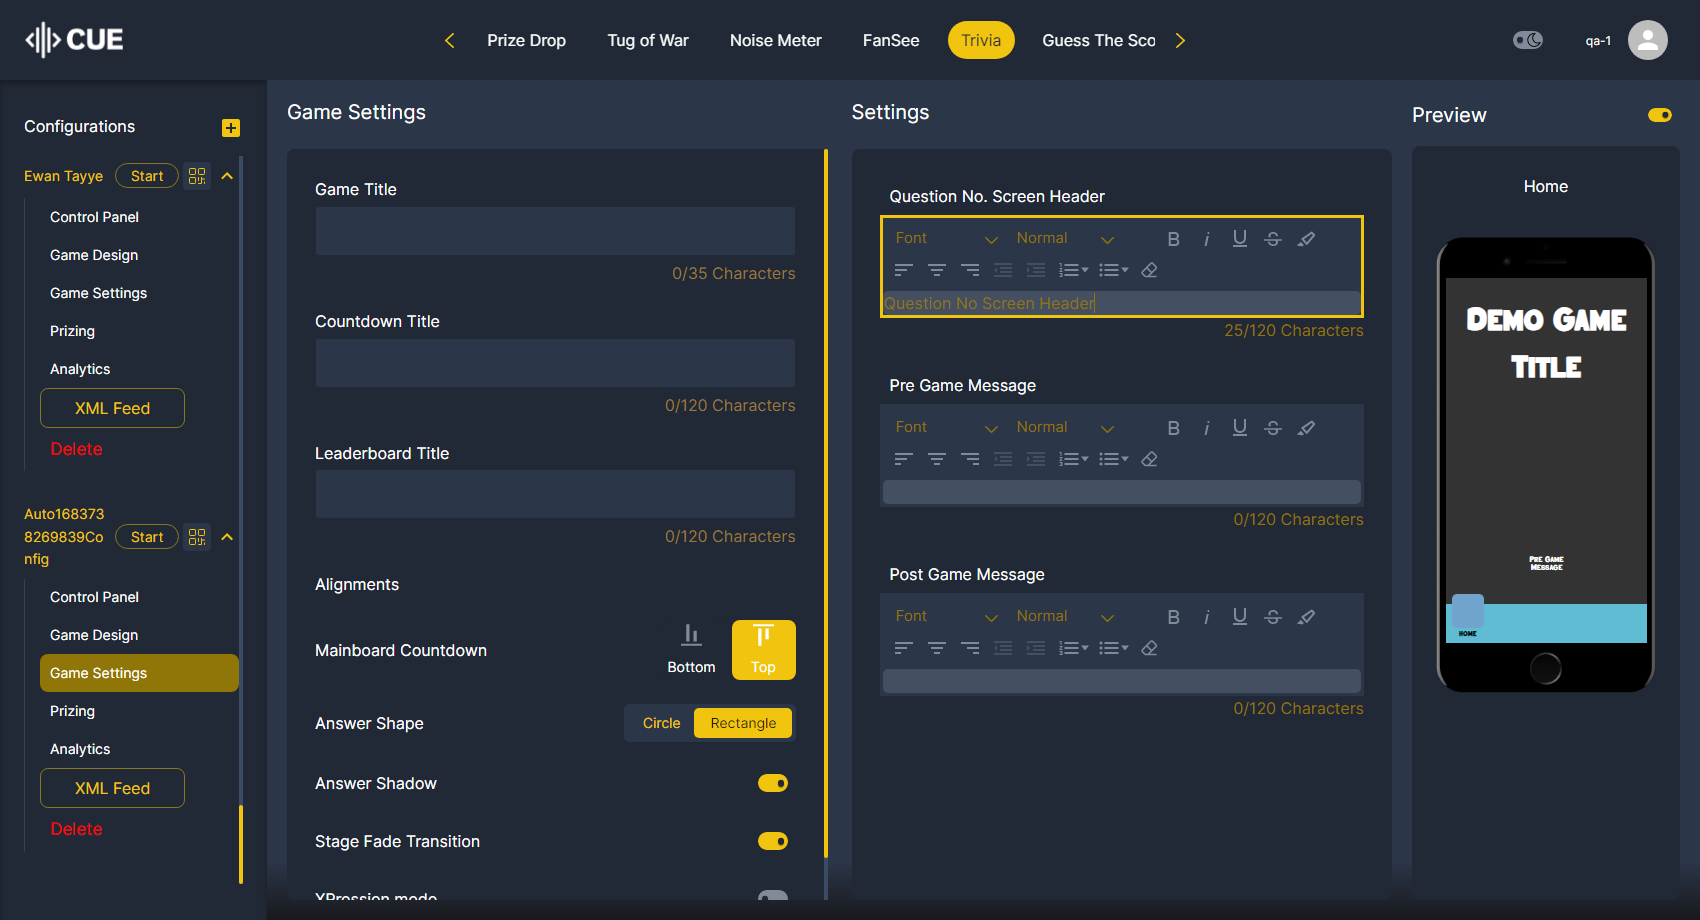 CUE
Prize Drop
Tug of War
Noise Meter
FanSee
Trivia
Guess The Sco
qa-1
Configurations
Ewan Tayye
Start
Control Panel
Game Design
Game Settings
Prizing
Analytics
XML Feed
Delete
Auto168373
8269839Co
nfig
Start
Control Panel
Game Design
Game Settings
Prizing
Analytics
XML Feed
Delete
Game Settings
Game Title
0/35 Characters
Countdown Title
0/120 Characters
Leaderboard Title
0/120 Characters
Alignments
Mainboard Countdown
Bottom
Top
Answer Shape
Circle
Rectangle
Answer Shadow
Stage Fade Transition
XPression mode
Settings
Question No. Screen Header
Font
Normal
B i U S
Question No Screen Header
25/120 Characters
Pre Game Message
Font
Normal
B i U S
0/120 Characters
Post Game Message
Font
Normal
B i U S
0/120 Characters
Preview
Home
Demo Game
Title
Pre Game
Message
HOME